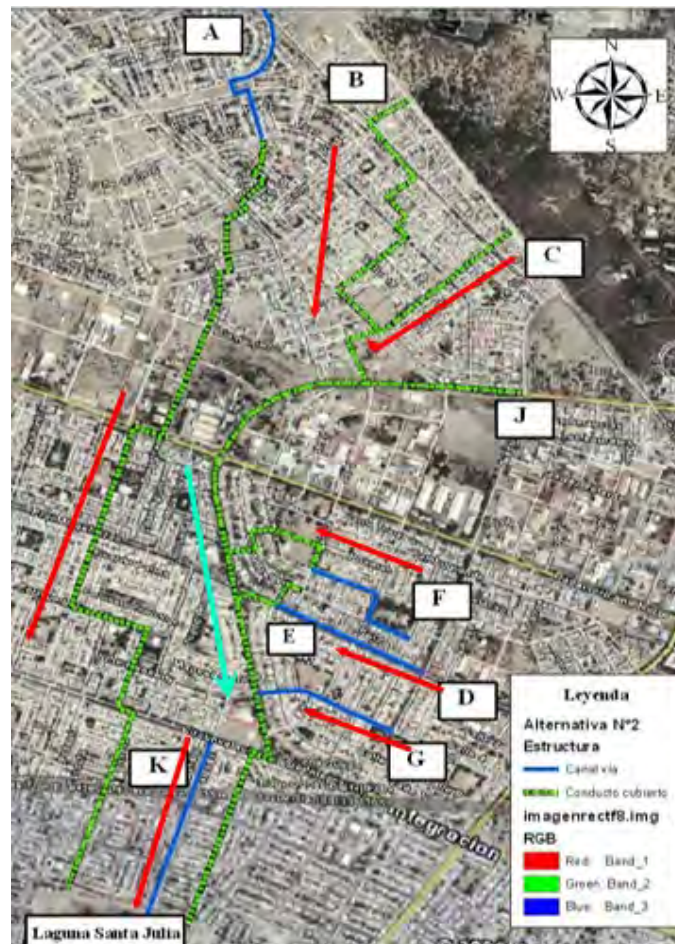 A
B
N
W E
S
C
J
F
E
D
G
K
Leyenda
Alternativa N°2
Estructura
Canal vía
Conducto cubierto
imagenrectf8.img
RGB
Red: Band_1
Green: Band_2
Blue: Band_3
Integracion
Laguna Santa Julia